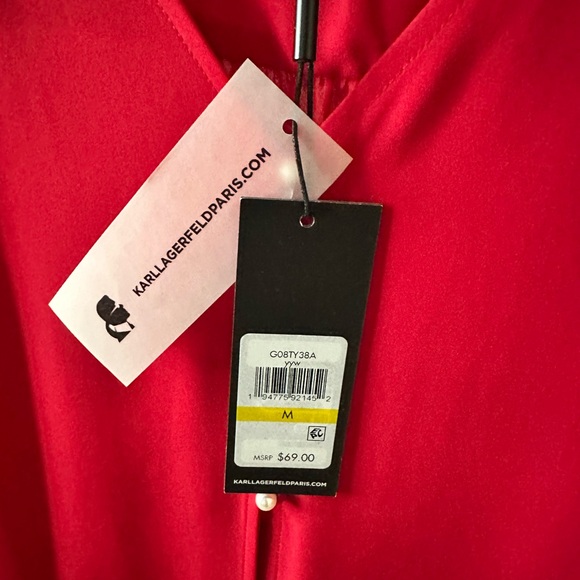 KARLLAGERFELDPARIS.COM
G08TY38A
yyw
1 94775 92145 2
M
MSRP $69.00
KARLLAGERFELDPARIS.COM